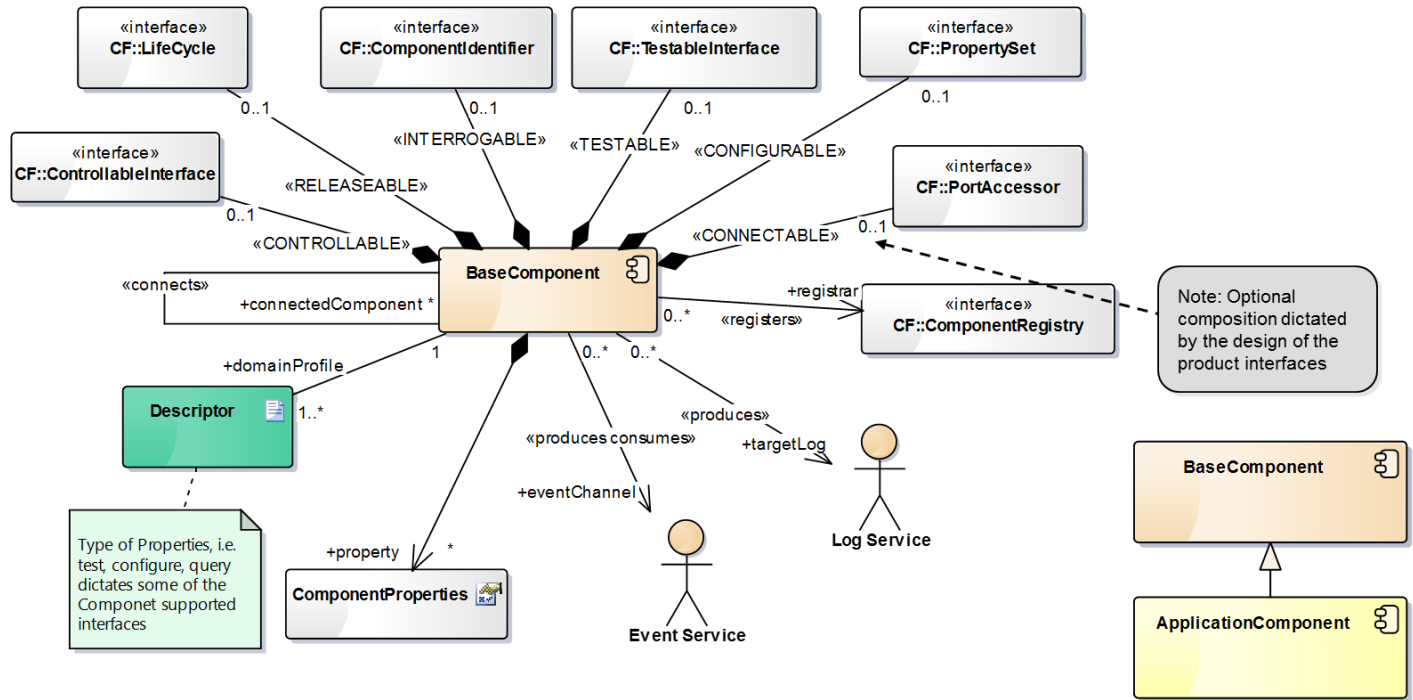 «interface»
CF::LifeCycle
«interface»
CF::ComponentIdentifier
«interface»
CF::TestableInterface
«interface»
CF::PropertySet
0..1
0..1
0..1
0..1
«INTERROGABLE»
«TESTABLE»
«CONFIGURABLE»
«interface»
CF::ControllableInterface
«interface»
CF::PortAccessor
«RELEASEABLE»
0..1
0..1
«CONTROLLABLE»
«CONNECTABLE»
BaseComponent
«connects»
+connectedComponent *
+registrar
0..*
«registers»
«interface»
CF::ComponentRegistry
Note: Optional
composition dictated
by the design of the
product interfaces
1
0..*
0..*
+domainProfile
Descriptor
1..*
«produces»
«produces consumes»
+targetLog
BaseComponent
+eventChannel
Log Service
Type of Properties, i.e.
test, configure, query
dictates some of the
Componet supported
interfaces
+property
*
ComponentProperties
Event Service
ApplicationComponent